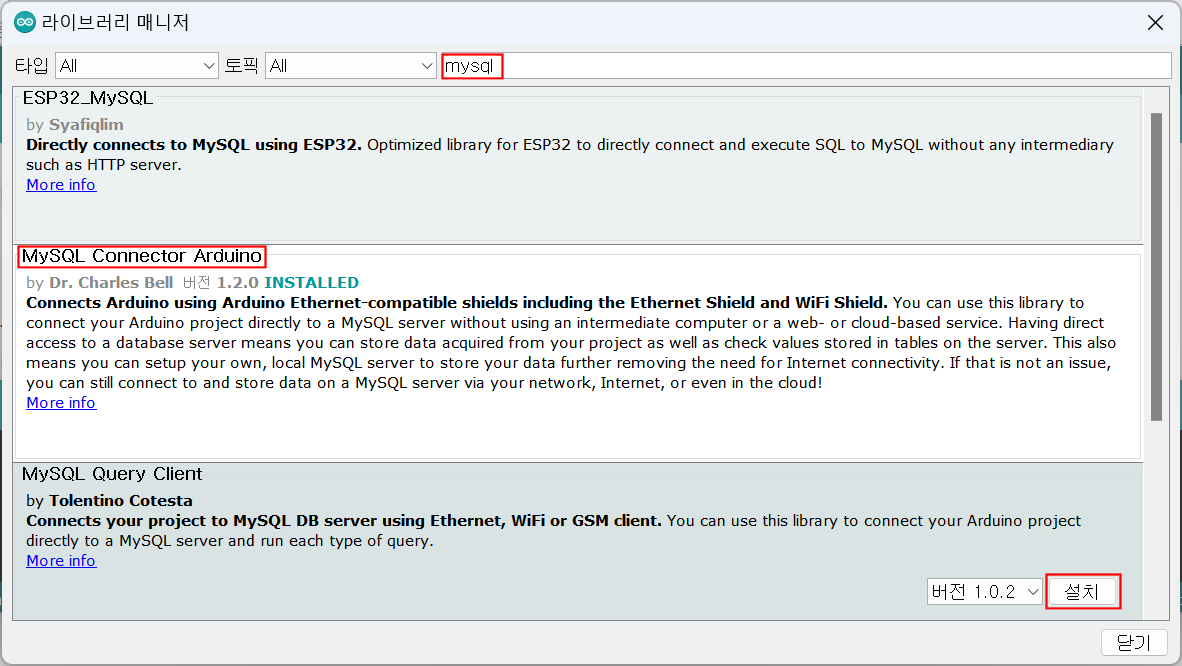 라이브러리 매니저
타입 All 토픽 All mysql
ESP32_MySQL
by Syafiqlim
Directly connects to MySQL using ESP32. Optimized library for ESP32 to directly connect and execute SQL to MySQL without any intermediary
such as HTTP server.
More info
MySQL Connector Arduino
by Dr. Charles Bell 버전 1.2.0 INSTALLED
Connects Arduino using Arduino Ethernet-compatible shields including the Ethernet Shield and WiFi Shield. You can use this library to
connect your Arduino project directly to a MySQL server without using an intermediate computer or a web- or cloud-based service. Having direct
access to a database server means you can store data acquired from your project as well as check values stored in tables on the server. This also
means you can setup your own, local MySQL server to store your data further removing the need for Internet connectivity. If that is not an issue,
you can still connect to and store data on a MySQL server via your network, Internet, or even in the cloud!
More info
MySQL Query Client
by Tolentino Cotesta
Connects your project to MySQL DB server using Ethernet, WiFi or GSM client. You can use this library to connect your Arduino project
directly to a MySQL server and run each type of query.
More info
버전 1.0.2 설치
닫기